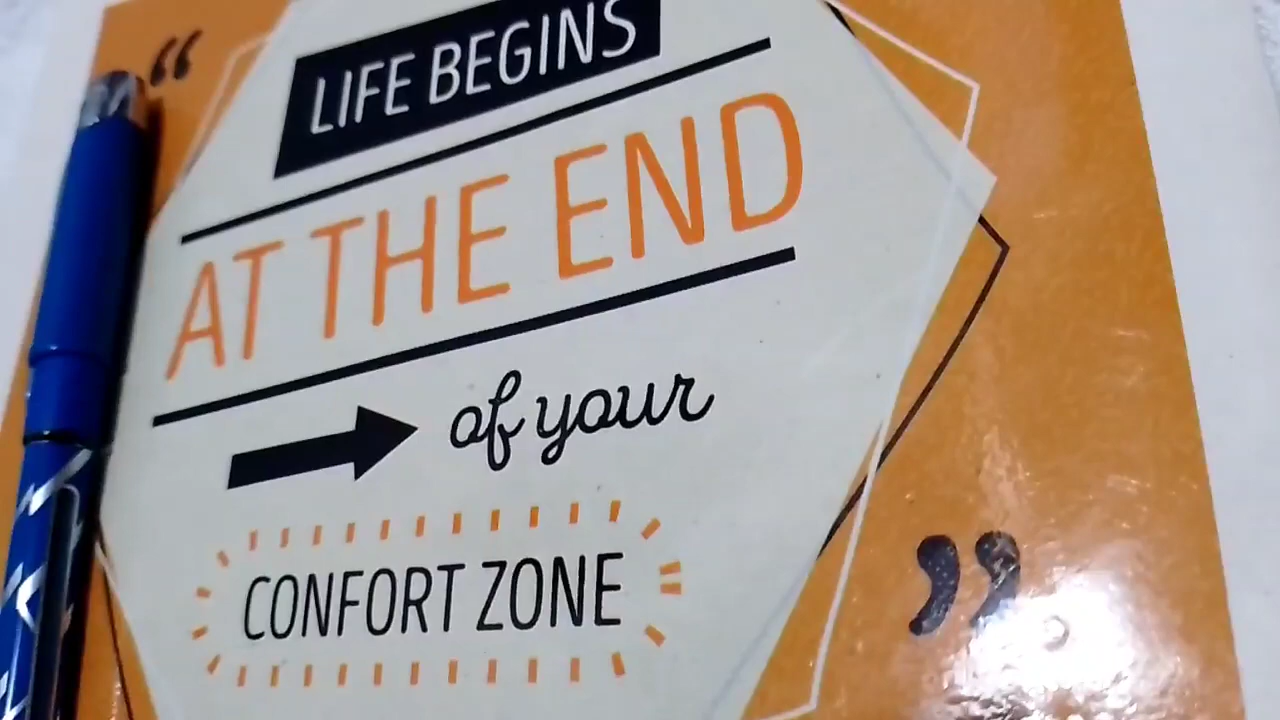 “
LIFE BEGINS
AT THE END
of your
CONFORT ZONE
”